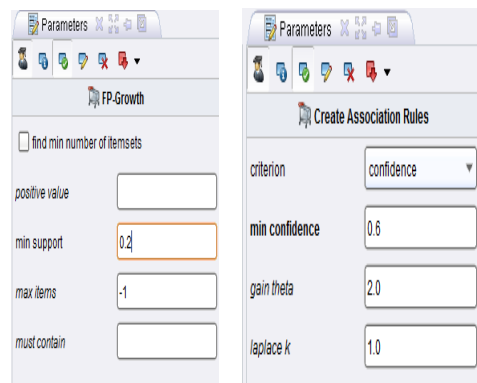 Parameters
FP-Growth
find min number of itemsets
positive value
min support 0.2
max items -1
must contain
Parameters
Create Association Rules
criterion confidence
min confidence 0.6
gain theta 2.0
laplace k 1.0